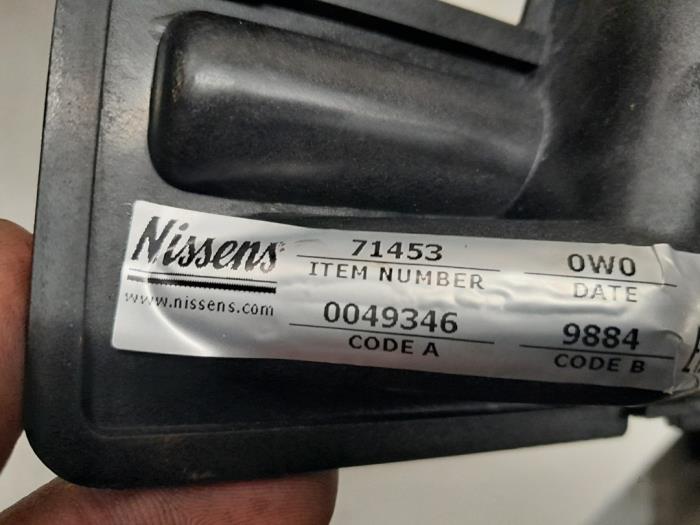 Nissens
www.nissens.com
71453
ITEM NUMBER
0W0
DATE
0049346
CODE A
9884
CODE B